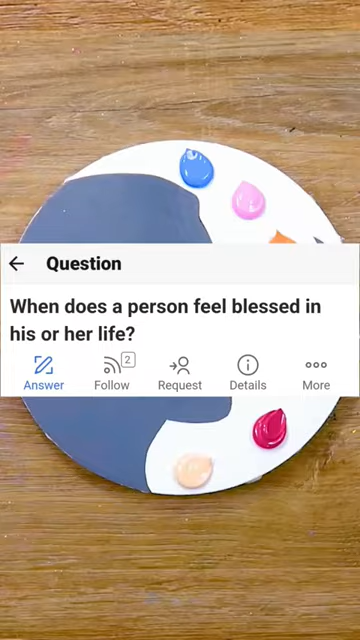 Question
When does a person feel blessed in
his or her life?
2
Answer
Follow
Request
Details
More